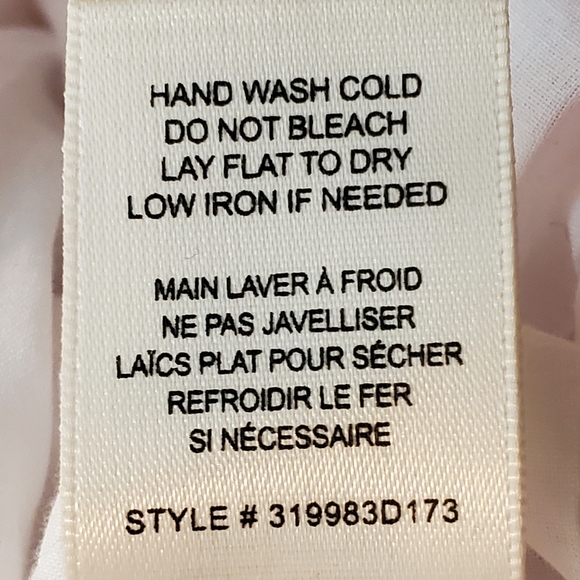 HAND WASH COLD
DO NOT BLEACH
LAY FLAT TO DRY
LOW IRON IF NEEDED
MAIN LAVER À FROID
NE PAS JAVELLISER
LAÏCS PLAT POUR SÉCHER
REFROIDIR LE FER
SI NÉCESSAIRE
STYLE # 319983D173